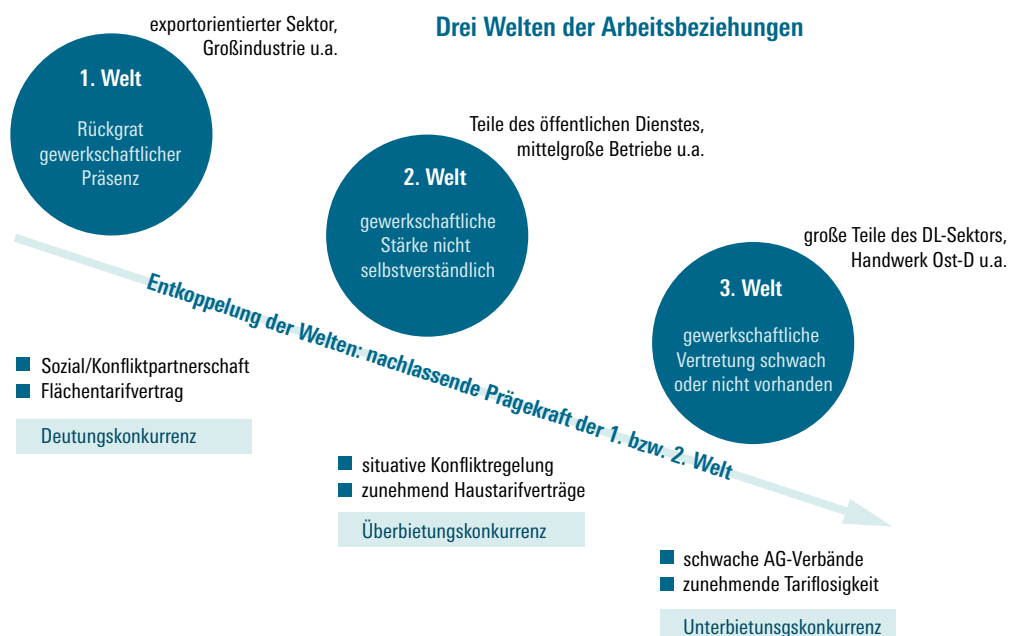 Drei Welten der Arbeitsbeziehungen
exportorientierter Sektor,
Großindustrie u.a.
1. Welt
Rückgrat
gewerkschaftlicher
Präsenz
Teile des öffentlichen Dienstes,
mittelgroße Betriebe u.a.
2. Welt
gewerkschaftliche
Stärke nicht
selbstverständlich
große Teile des DL-Sektors,
Handwerk Ost-D u.a.
3. Welt
gewerkschaftliche
Vertretung schwach
oder nicht vorhanden
Entkoppelung der Welten: nachlassende Prägekraft der 1. bzw. 2. Welt
Sozial/Konfliktpartnerschaft
Flächentarifvertrag
Deutungskonkurrenz
situative Konfliktregelung
zunehmend Haustarifverträge
Überbietungskonkurrenz
schwache AG-Verbände
zunehmende Tariflosigkeit
Unterbietunsgskonkurrenz